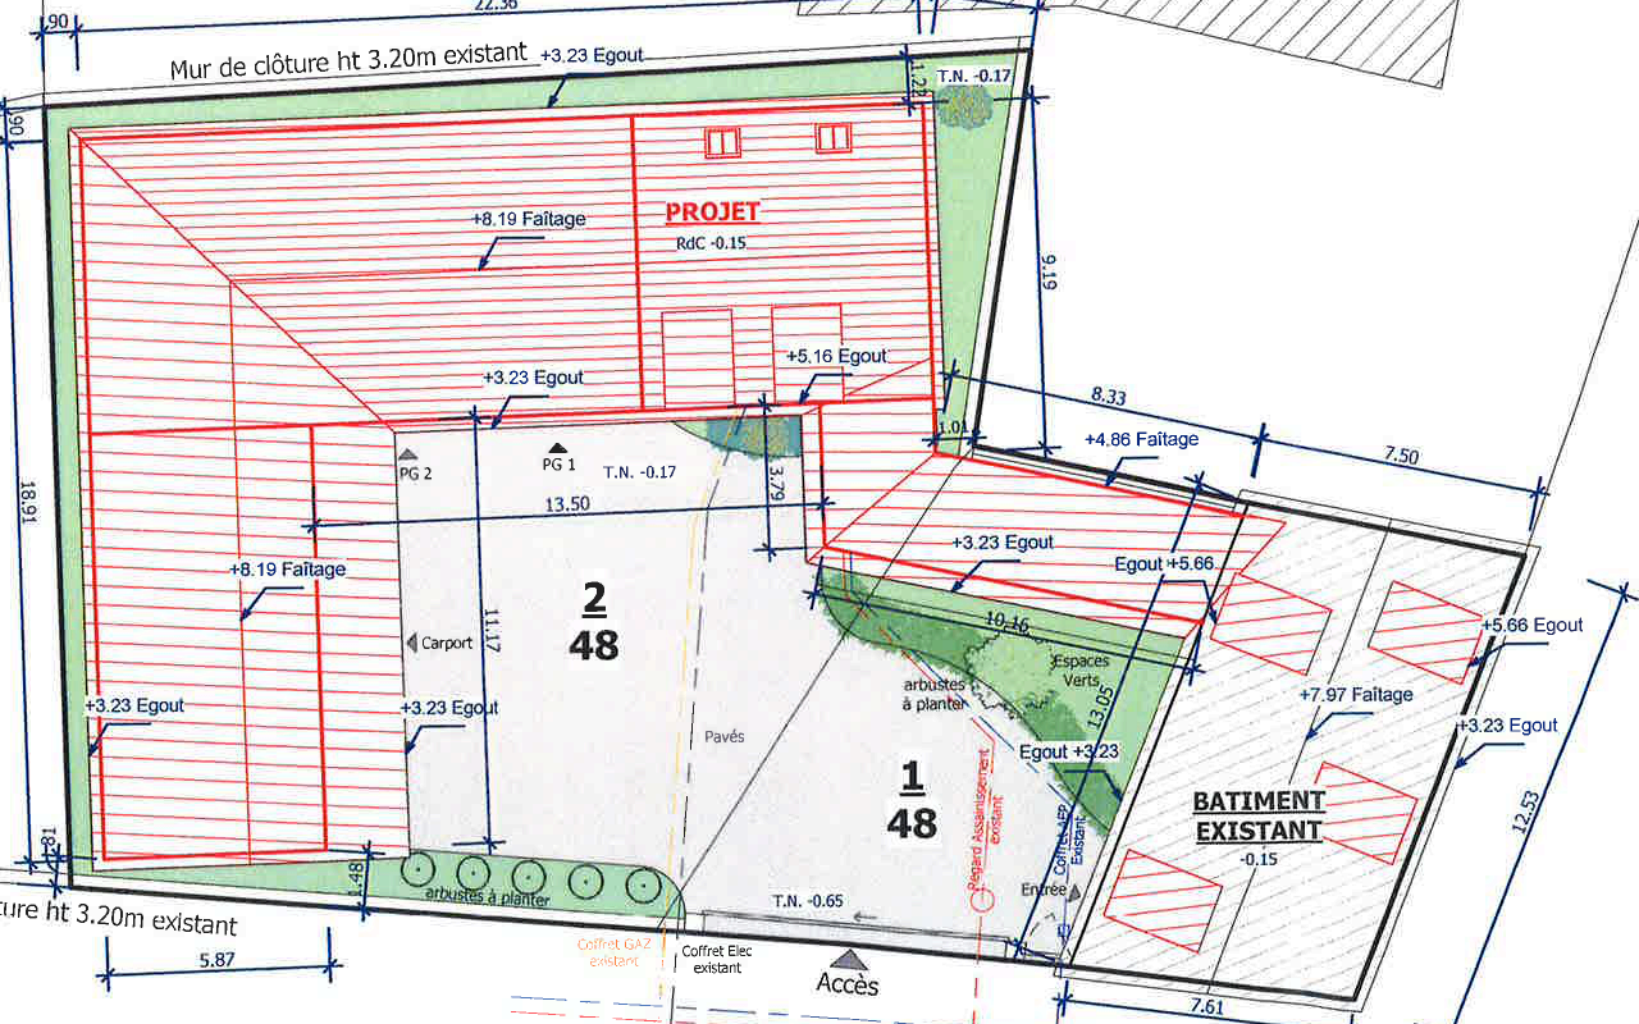 22.36
.90
Mur de clôture ht 3.20m existant
+3.23 Egout
1.22
T.N. -0.17
.90
+8.19 Faîtage
PROJET
RdC -0.15
9.19
+5.16 Egout
+3.23 Egout
8.33
1.01
+4.86 Faîtage
7.50
PG 2
PG 1
T.N. -0.17
3.79
13.50
18.91
+3.23 Egout
Egout +5.66
+8.19 Faîtage
2
48
11.17
Carport
10.16
+5.66 Egout
Espaces
Verts
arbustes
à planter
13.05
+7.97 Faîtage
+3.23 Egout
+3.23 Egout
+3.23 Egout
Pavés
Egout +3.23
1
48
Regard Assainissement
existant
Coffret AEP
Existant
BATIMENT
EXISTANT
-0.15
12.53
.81
1.48
arbustes à planter
T.N. -0.65
Entrée
ture ht 3.20m existant
Coffret GAZ
existant
Coffret Elec
existant
Accès
5.87
7.61